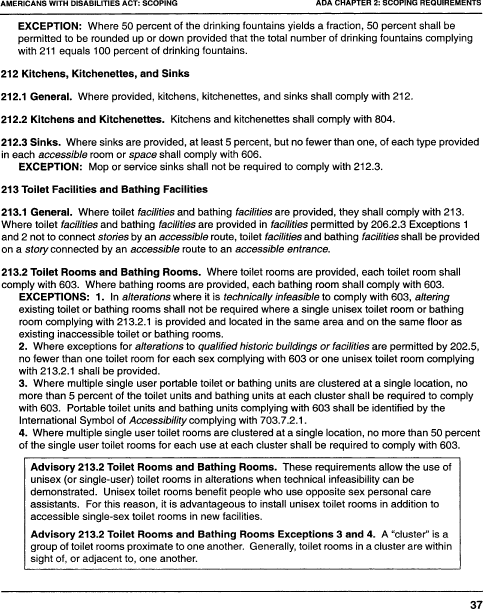 AMERICANS WITH DISABILITIES ACT: SCOPING ADA CHAPTER 2: SCOPING REQUIREMENTS
EXCEPTION: Where 50 percent of the drinking fountains yields a fraction, 50 percent shall be
permitted to be rounded up or down provided that the total number of drinking fountains complying
with 211 equals 100 percent of drinking fountains.
212 Kitchens, Kitchenettes, and Sinks
212.1 General. Where provided, kitchens, kitchenettes, and sinks shall comply with 212.
212.2 Kitchens and Kitchenettes. Kitchens and kitchenettes shall comply with 804.
212.3 Sinks. Where sinks are provided, at least 5 percent, but no fewer than one, of each type provided
in each accessible room or space shall comply with 606.
EXCEPTION: Mop or service sinks shall not be required to comply with 212.3.
213 Toilet Facilities and Bathing Facilities
213.1 General. Where toilet facilities and bathing facilities are provided, they shall comply with 213.
Where toilet facilities and bathing facilities are provided in facilities permitted by 206.2.3 Exceptions 1
and 2 not to connect stories by an accessible route, toilet facilities and bathing facilities shall be provided
on a story connected by an accessible route to an accessible entrance.
213.2 Toilet Rooms and Bathing Rooms. Where toilet rooms are provided, each toilet room shall
comply with 603. Where bathing rooms are provided, each bathing room shall comply with 603.
EXCEPTIONS: 1. In alterations where it is technically infeasible to comply with 603, altering
existing toilet or bathing rooms shall not be required where a single unisex toilet room or bathing
room complying with 213.2.1 is provided and located in the same area and on the same floor as
existing inaccessible toilet or bathing rooms.
2. Where exceptions for alterations to qualified historic buildings or facilities are permitted by 202.5,
no fewer than one toilet room for each sex complying with 603 or one unisex toilet room complying
with 213.2.1 shall be provided.
3. Where multiple single user portable toilet or bathing units are clustered at a single location, no
more than 5 percent of the toilet units and bathing units at each cluster shall be required to comply
with 603. Portable toilet units and bathing units complying with 603 shall be identified by the
International Symbol of Accessibility complying with 703.7.2.1.
4. Where multiple single user toilet rooms are clustered at a single location, no more than 50 percent
of the single user toilet rooms for each use at each cluster shall be required to comply with 603.
Advisory 213.2 Toilet Rooms and Bathing Rooms. These requirements allow the use of
unisex (or single-user) toilet rooms in alterations when technical infeasibility can be
demonstrated. Unisex toilet rooms benefit people who use opposite sex personal care
assistants. For this reason, it is advantageous to install unisex toilet rooms in addition to
accessible single-sex toilet rooms in new facilities.
Advisory 213.2 Toilet Rooms and Bathing Rooms Exceptions 3 and 4. A “cluster” is a
group of toilet rooms proximate to one another. Generally, toilet rooms in a cluster are within
sight of, or adjacent to, one another.
37